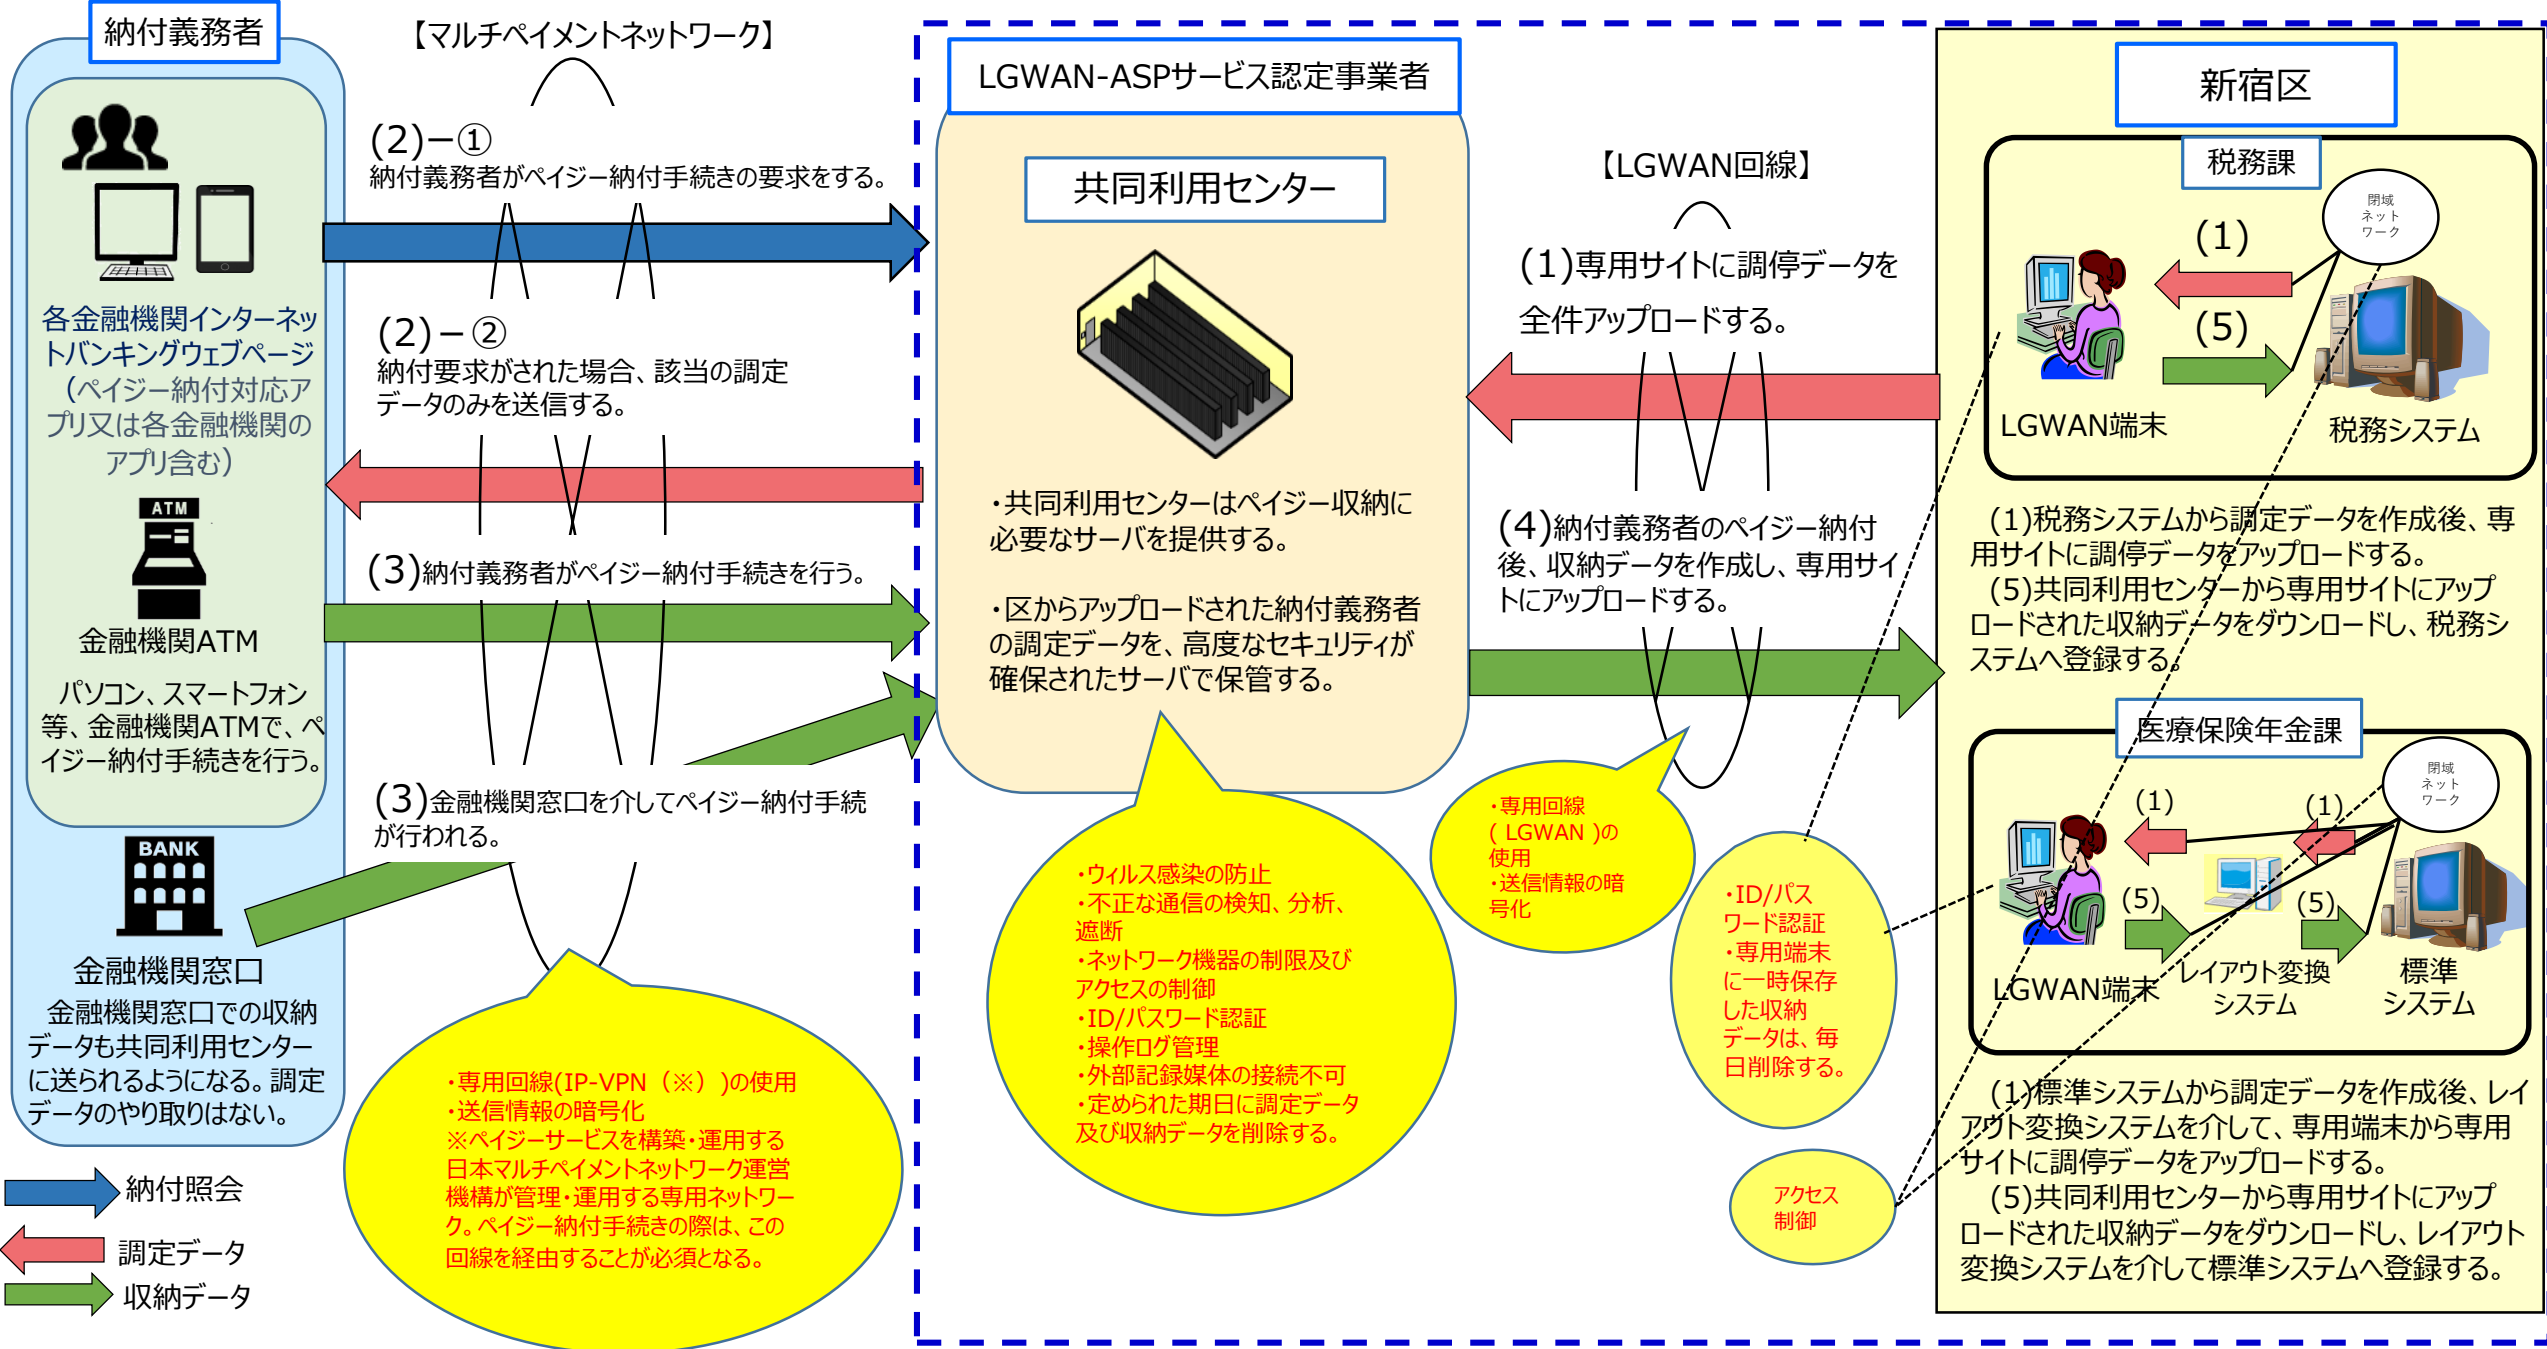 納付義務者
各金融機関インターネッ
トバンキングウェブページ
（ペイジー納付対応ア
プリ又は各金融機関の
アプリ含む）
ATM
金融機関ATM
パソコン、スマートフォン
等、金融機関ATMで、ペ
イジー納付手続きを行う。
BANK
金融機関窓口
金融機関窓口での収納
データも共同利用センター
に送られるようになる。調定
データのやり取りはない。
納付照会
調定データ
収納データ
【マルチペイメントネットワーク】
(2)－①
納付義務者がペイジー納付手続きの要求をする。
(2)－②
納付要求がされた場合、該当の調定
データのみを送信する。
(3)納付義務者がペイジー納付手続きを行う。
(3)金融機関窓口を介してペイジー納付手続
が行われる。
・専用回線(IP-VPN（※）)の使用
・送信情報の暗号化
※ペイジーサービスを構築・運用する
日本マルチペイメントネットワーク運営
機構が管理・運用する専用ネットワー
ク。ペイジー納付手続きの際は、この
回線を経由することが必須となる。
LGWAN-ASPサービス認定事業者
共同利用センター
・共同利用センターはペイジー収納に
必要なサーバを提供する。
・区からアップロードされた納付義務者
の調定データを、高度なセキュリティが
確保されたサーバで保管する。
・ウィルス感染の防止
・不正な通信の検知、分析、
遮断
・ネットワーク機器の制限及び
アクセスの制御
・ID/パスワード認証
・操作ログ管理
・外部記録媒体の接続不可
・定められた期日に調定データ
及び収納データを削除する。
【LGWAN回線】
(1)専用サイトに調停データを
全件アップロードする。
(4)納付義務者のペイジー納付
後、収納データを作成し、専用サイ
トにアップロードする。
・専用回線
( LGWAN )の
使用
・送信情報の暗
号化
・ID/パス
ワード認証
・専用端末
に一時保存
した収納
データは、毎
日削除する。
アクセス
制御
新宿区
税務課
閉域
ネット
ワーク
(1)
(5)
LGWAN端末
税務システム
(1)税務システムから調定データを作成後、専
用サイトに調停データをアップロードする。
(5)共同利用センターから専用サイトにアップ
ロードされた収納データをダウンロードし、税務シ
ステムへ登録する。
医療保険年金課
閉域
ネット
ワーク
(1)
(1)
(5)
(5)
LGWAN端末
レイアウト変換
システム
標準
システム
(1)標準システムから調定データを作成後、レイ
アウト変換システムを介して、専用端末から専用
サイトに調停データをアップロードする。
(5)共同利用センターから専用サイトにアップ
ロードされた収納データをダウンロードし、レイアウト
変換システムを介して標準システムへ登録する。